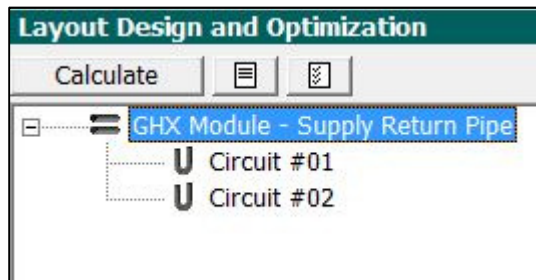 Layout Design and Optimization
Calculate
GHX Module - Supply Return Pipe
Circuit #01
Circuit #02